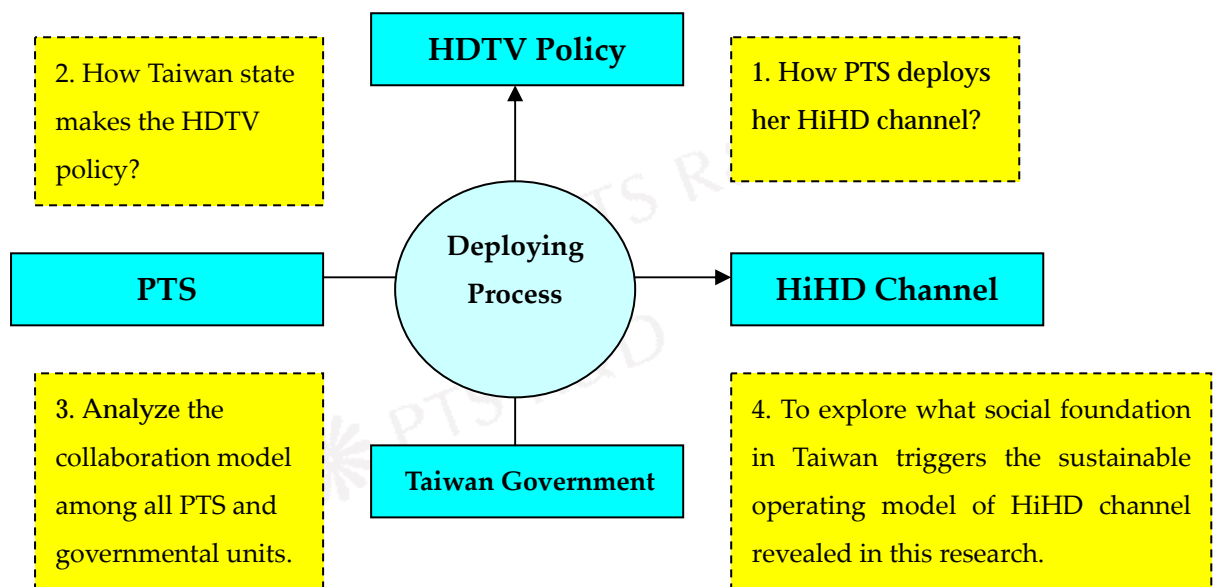 HDTV Policy
2. How Taiwan state
makes the HDTV
policy?
1. How PTS deploys
her HiHD channel?
Deploying
Process
PTS
HiHD Channel
3. Analyze the
collaboration model
among all PTS and
governmental units.
Taiwan Government
4. To explore what social foundation
in Taiwan triggers the sustainable
operating model of HiHD channel
revealed in this research.
PTS